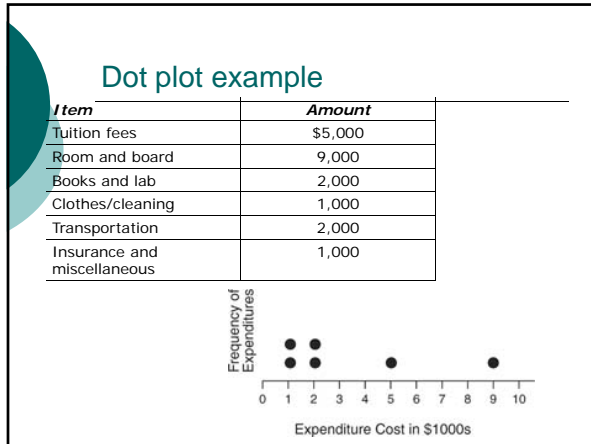 Dot plot example
Item Amount
Tuition fees $5,000
Room and board 9,000
Books and lab 2,000
Clothes/cleaning 1,000
Transportation 2,000
Insurance and 1,000
miscellaneous
Frequency of
Expenditures
0 1 2 3 4 5 6 7 8 9 10
Expenditure Cost in $1000s